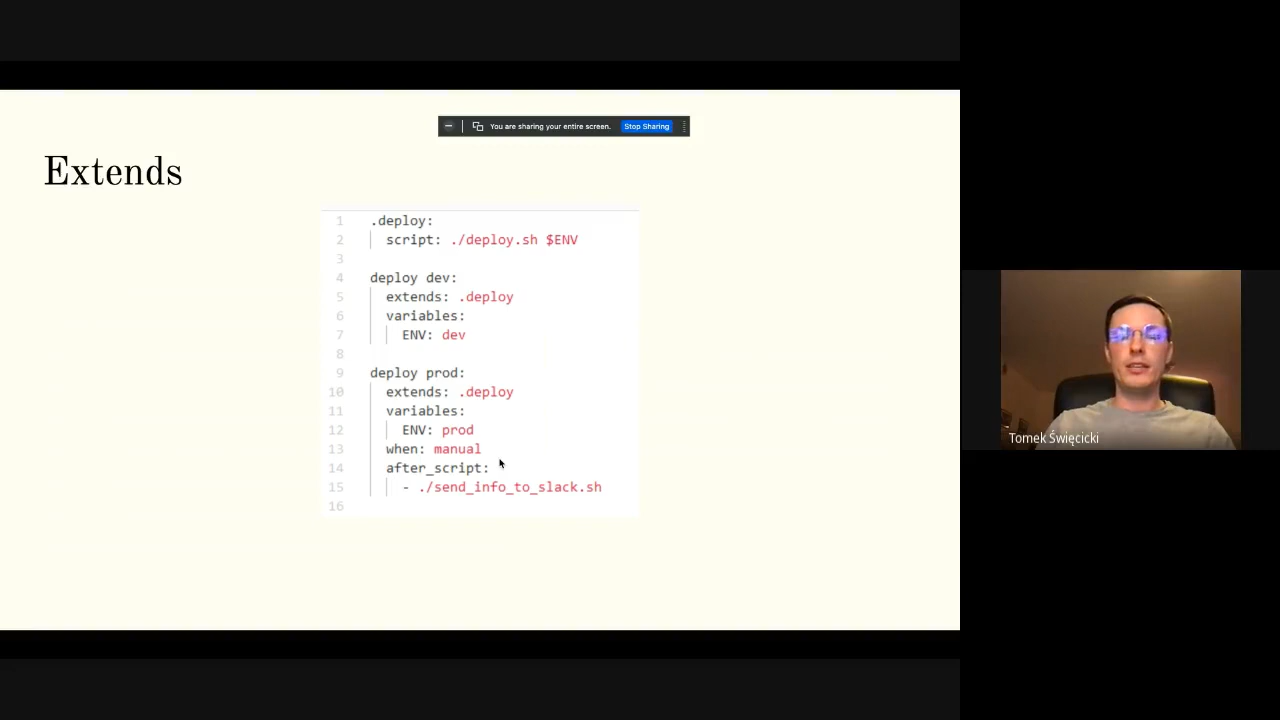 You are sharing your entire screen. Stop Sharing
Extends
1 .deploy:
2 script: ./deploy.sh $ENV
3
4 deploy dev:
5 extends: .deploy
6 variables:
7 ENV: dev
8
9 deploy prod:
10 extends: .deploy
11 variables:
12 ENV: prod
13 when: manual
14 after_script:
15 - ./send_info_to_slack.sh
16
Tomek Święcicki